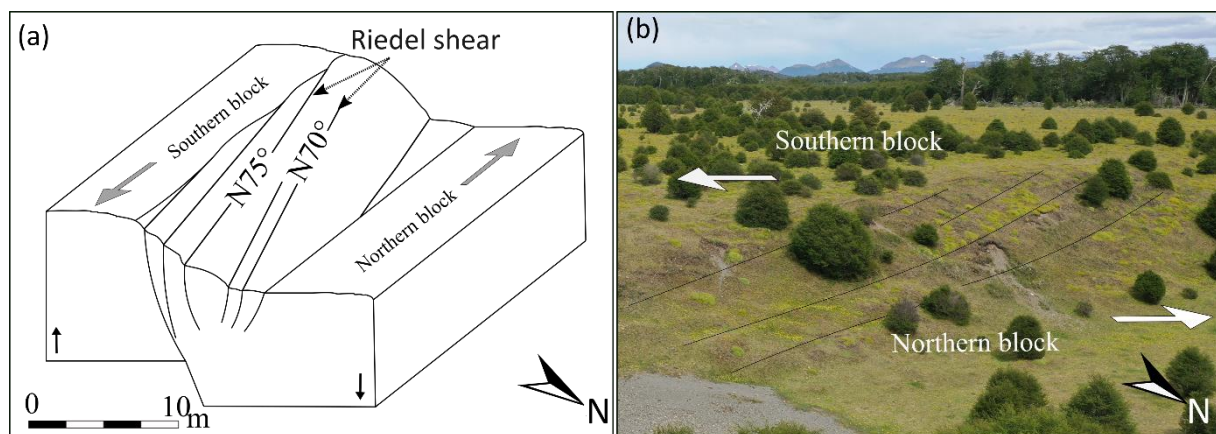 (a)
Riedel shear
Southern block
N75°
N70°
Northern block
0 10
m
N
(b)
Southern block
Northern block
N